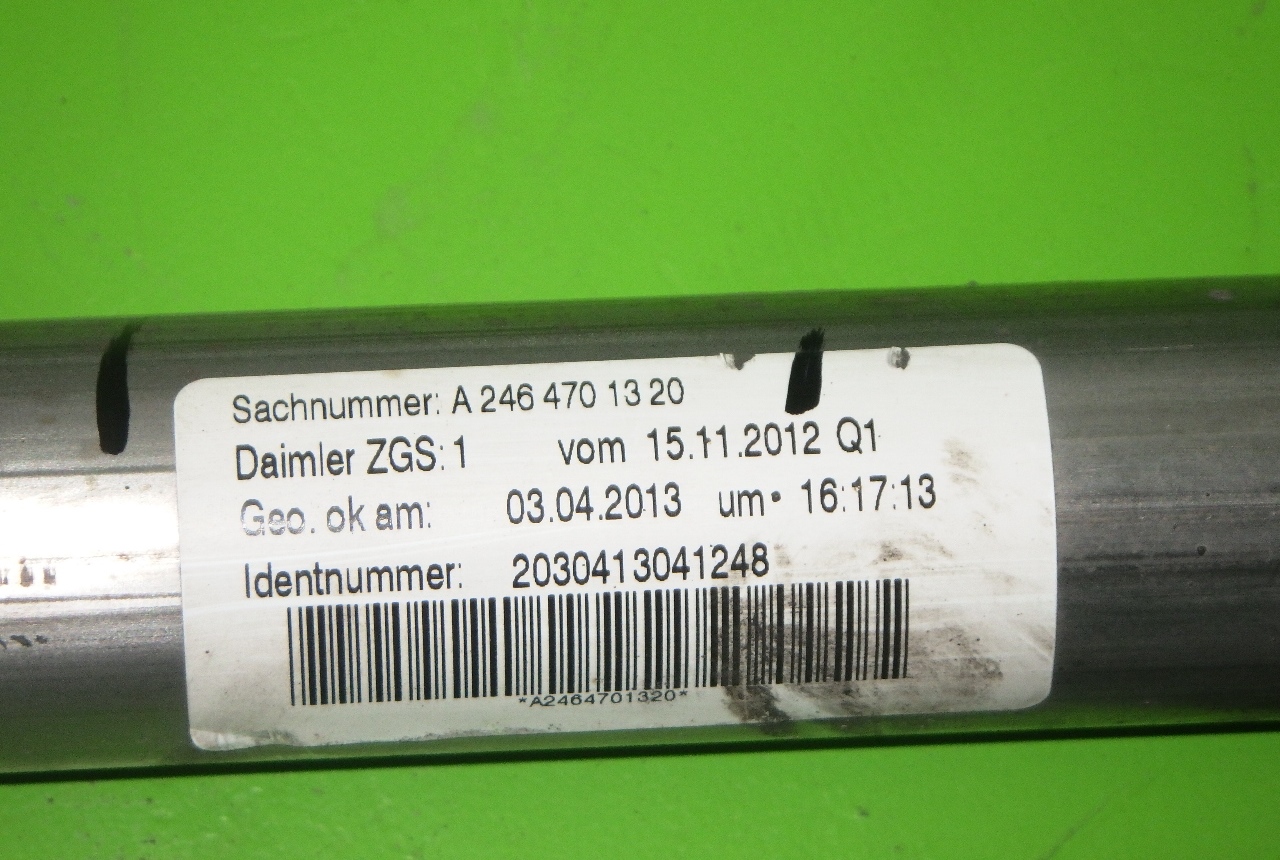 Sachnummer: A 246 470 13 20
Daimler ZGS: 1 vom 15.11.2012 Q1
Geo. ok am: 03.04.2013 um 16:17:13
Identnummer: 2030413041248
*A2464701320*